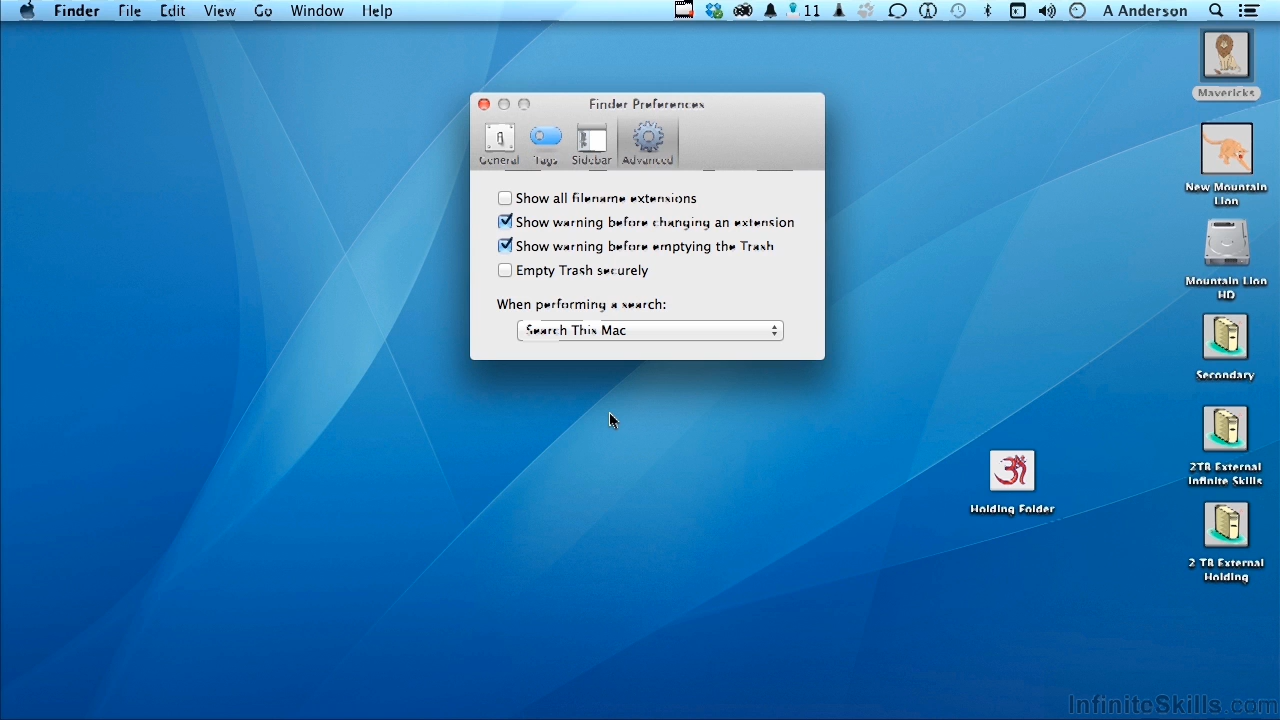 Finder File Edit View Go Window Help 11 A Anderson
Finder Preferences
General Tags Sidebar Advanced
Show all filename extensions
Show warning before changing an extension
Show warning before emptying the Trash
Empty Trash securely
When performing a search:
Search This Mac
Mavericks
New Mountain
Lion
Mountain Lion
HD
Secondary
2TB External
Infinite Skills
Holding Folder
2 TB External
Holding
InfiniteSkills.com